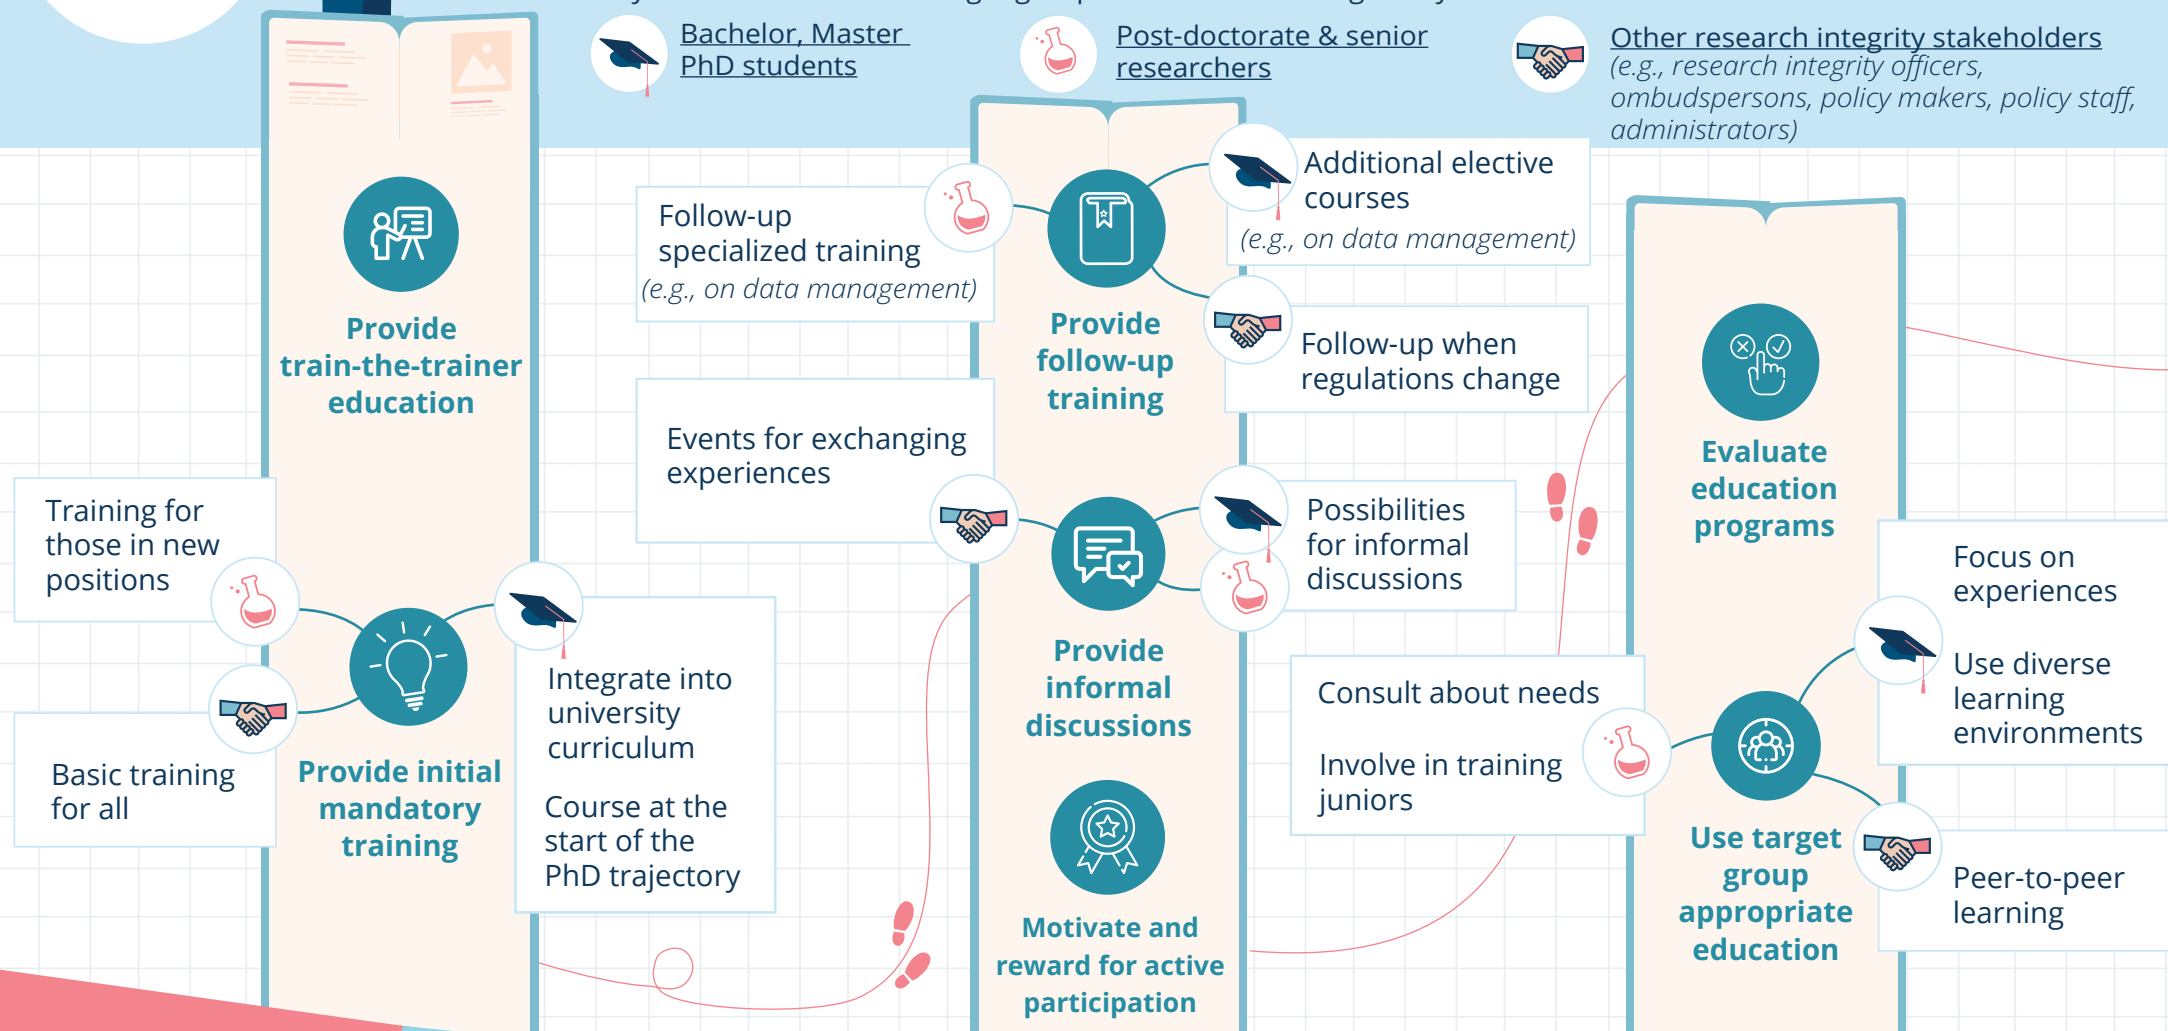 Bachelor, Master
PhD students
Post-doctorate & senior
researchers
Other research integrity stakeholders
(e.g., research integrity officers,
ombudspersons, policy makers, policy staff,
administrators)
Provide
train-the-trainer
education
Training for
those in new
positions
Basic training
for all
Provide initial
mandatory
training
Integrate into
university
curriculum
Course at the
start of the
PhD trajectory
Follow-up
specialized training
(e.g., on data management)
Additional elective
courses
(e.g., on data management)
Provide
follow-up
training
Follow-up when
regulations change
Events for exchanging
experiences
Possibilities
for informal
discussions
Provide
informal
discussions
Motivate and
reward for active
participation
Evaluate
education
programs
Focus on
experiences
Use diverse
learning
environments
Consult about needs
Involve in training
juniors
Use target
group
appropriate
education
Peer-to-peer
learning